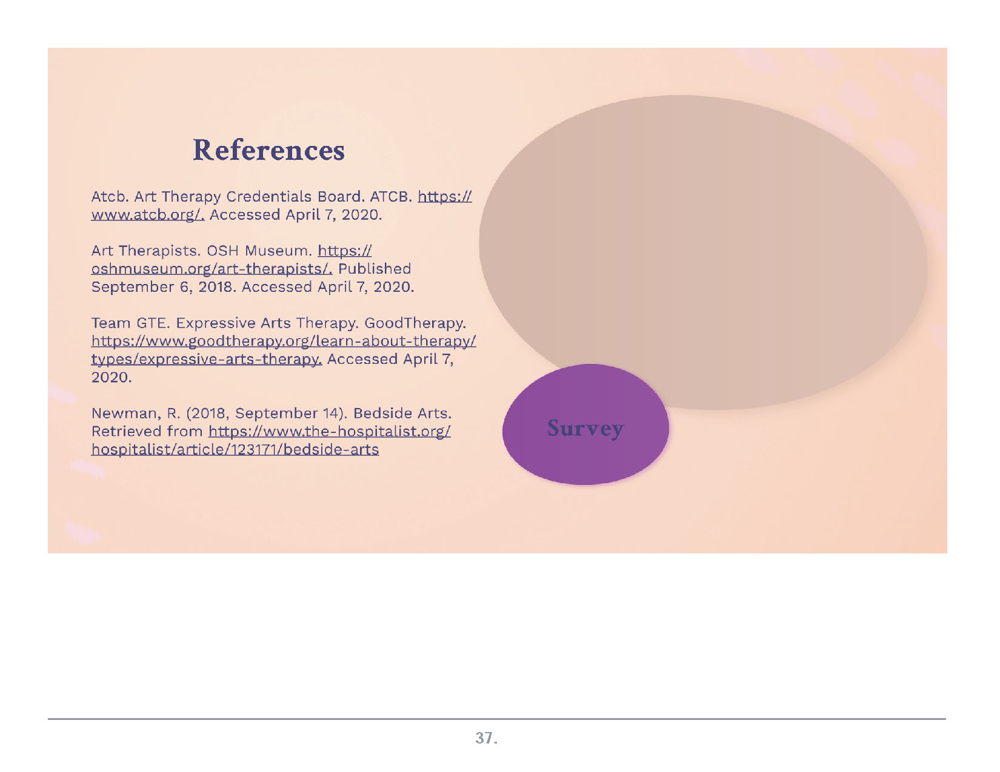 References
Atcb. Art Therapy Credentials Board. ATCB. https://
www.atcb.org/. Accessed April 7, 2020.
Art Therapists. OSH Museum. https://
oshmuseum.org/art-therapists/. Published
September 6, 2018. Accessed April 7, 2020.
Team GTE. Expressive Arts Therapy. GoodTherapy.
https://www.goodtherapy.org/learn-about-therapy/
types/expressive-arts-therapy. Accessed April 7,
2020.
Newman, R. (2018, September 14). Bedside Arts.
Retrieved from https://www.the-hospitalist.org/
hospitalist/article/123171/bedside-arts
Survey
37.